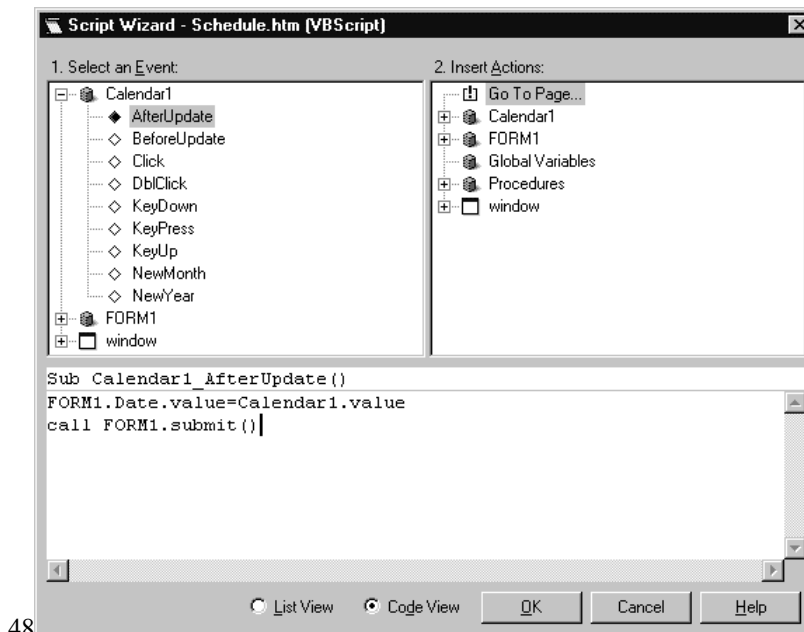 Script Wizard - Schedule.htm (VBScript)
1. Select an Event:
2. Insert Actions:
Calendar1
AfterUpdate
BeforeUpdate
Click
DblClick
KeyDown
KeyPress
KeyUp
NewMonth
NewYear
FORM1
window
Go To Page...
Calendar1
FORM1
Global Variables
Procedures
window
Sub Calendar1_AfterUpdate()
FORM1.Date.value=Calendar1.value
call FORM1.submit()
List View
Code View
OK
Cancel
Help
48